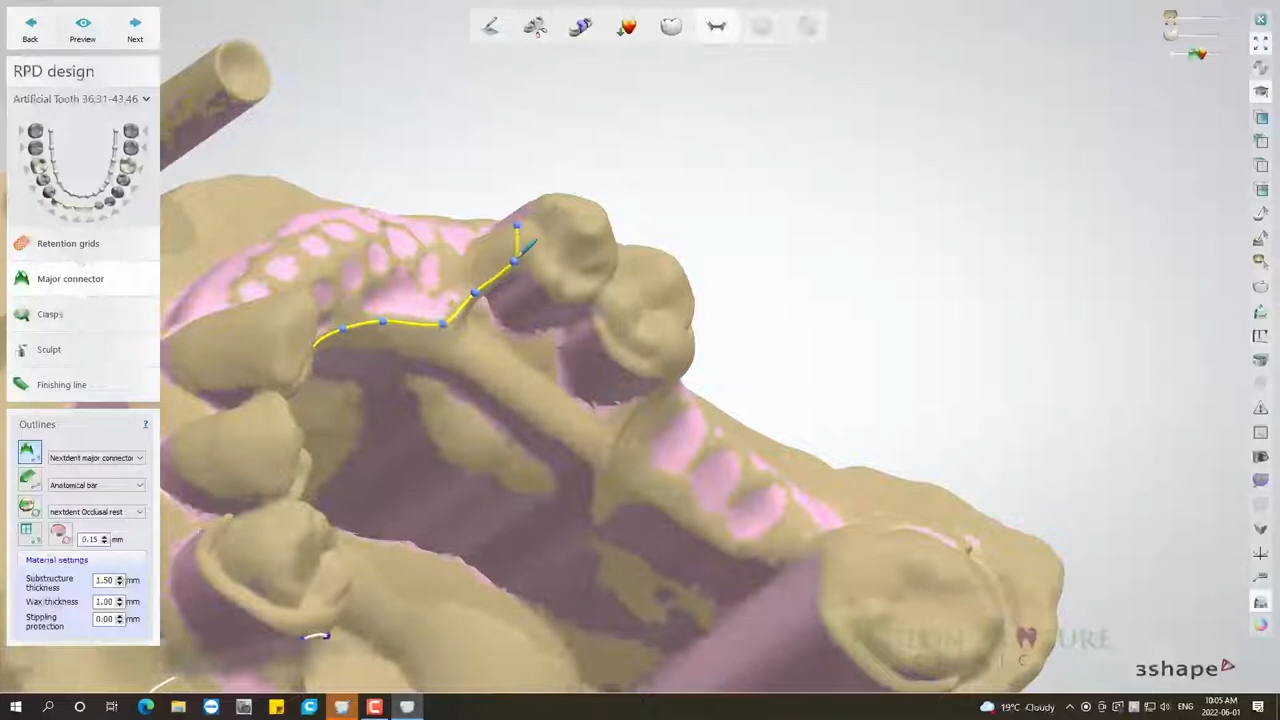 Back
Preview
Next
RPD design
Artificial Tooth 36,31-43,46
Retention grids
Major connector
Clasps
Sculpt
Finishing line
Outlines
?
Nextdent major connector
Anatomical bar
nextdent Occlusal rest
0.15 mm
Material settings
Substructure thickness 1.50 mm
Wax thickness 1.00 mm
Stippling protection 0.00 mm
3shape
19°C Cloudy
ENG
10:05 AM
2022-06-01